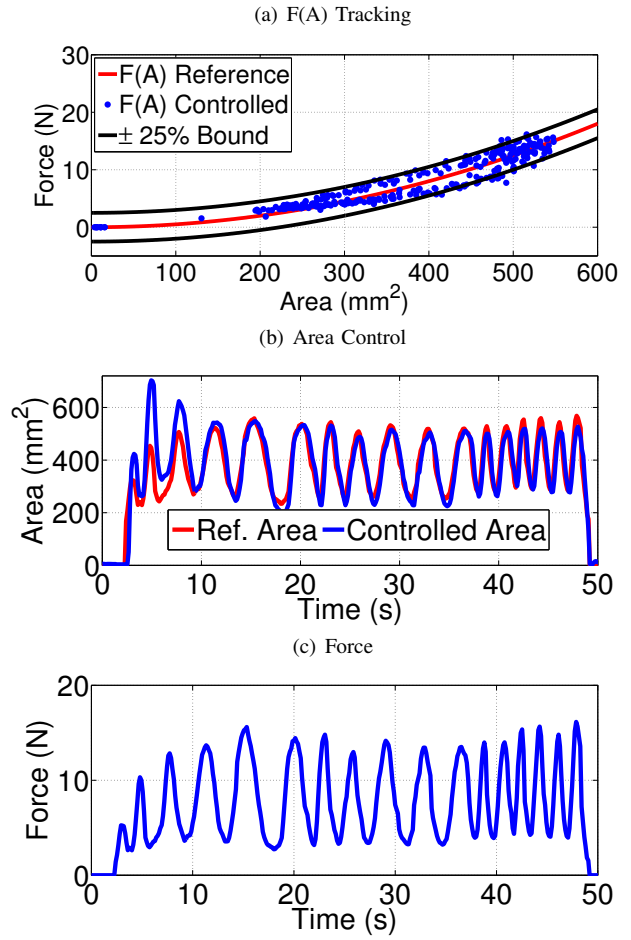 (a) F(A) Tracking
30
20
10
0
Force (N)
F(A) Reference
F(A) Controlled
± 25% Bound
0 100 200 300 400 500 600
Area (mm²)
(b) Area Control
600
400
200
0
Area (mm²)
Ref. Area Controlled Area
0 10 20 30 40 50
Time (s)
(c) Force
20
10
0
Force (N)
0 10 20 30 40 50
Time (s)